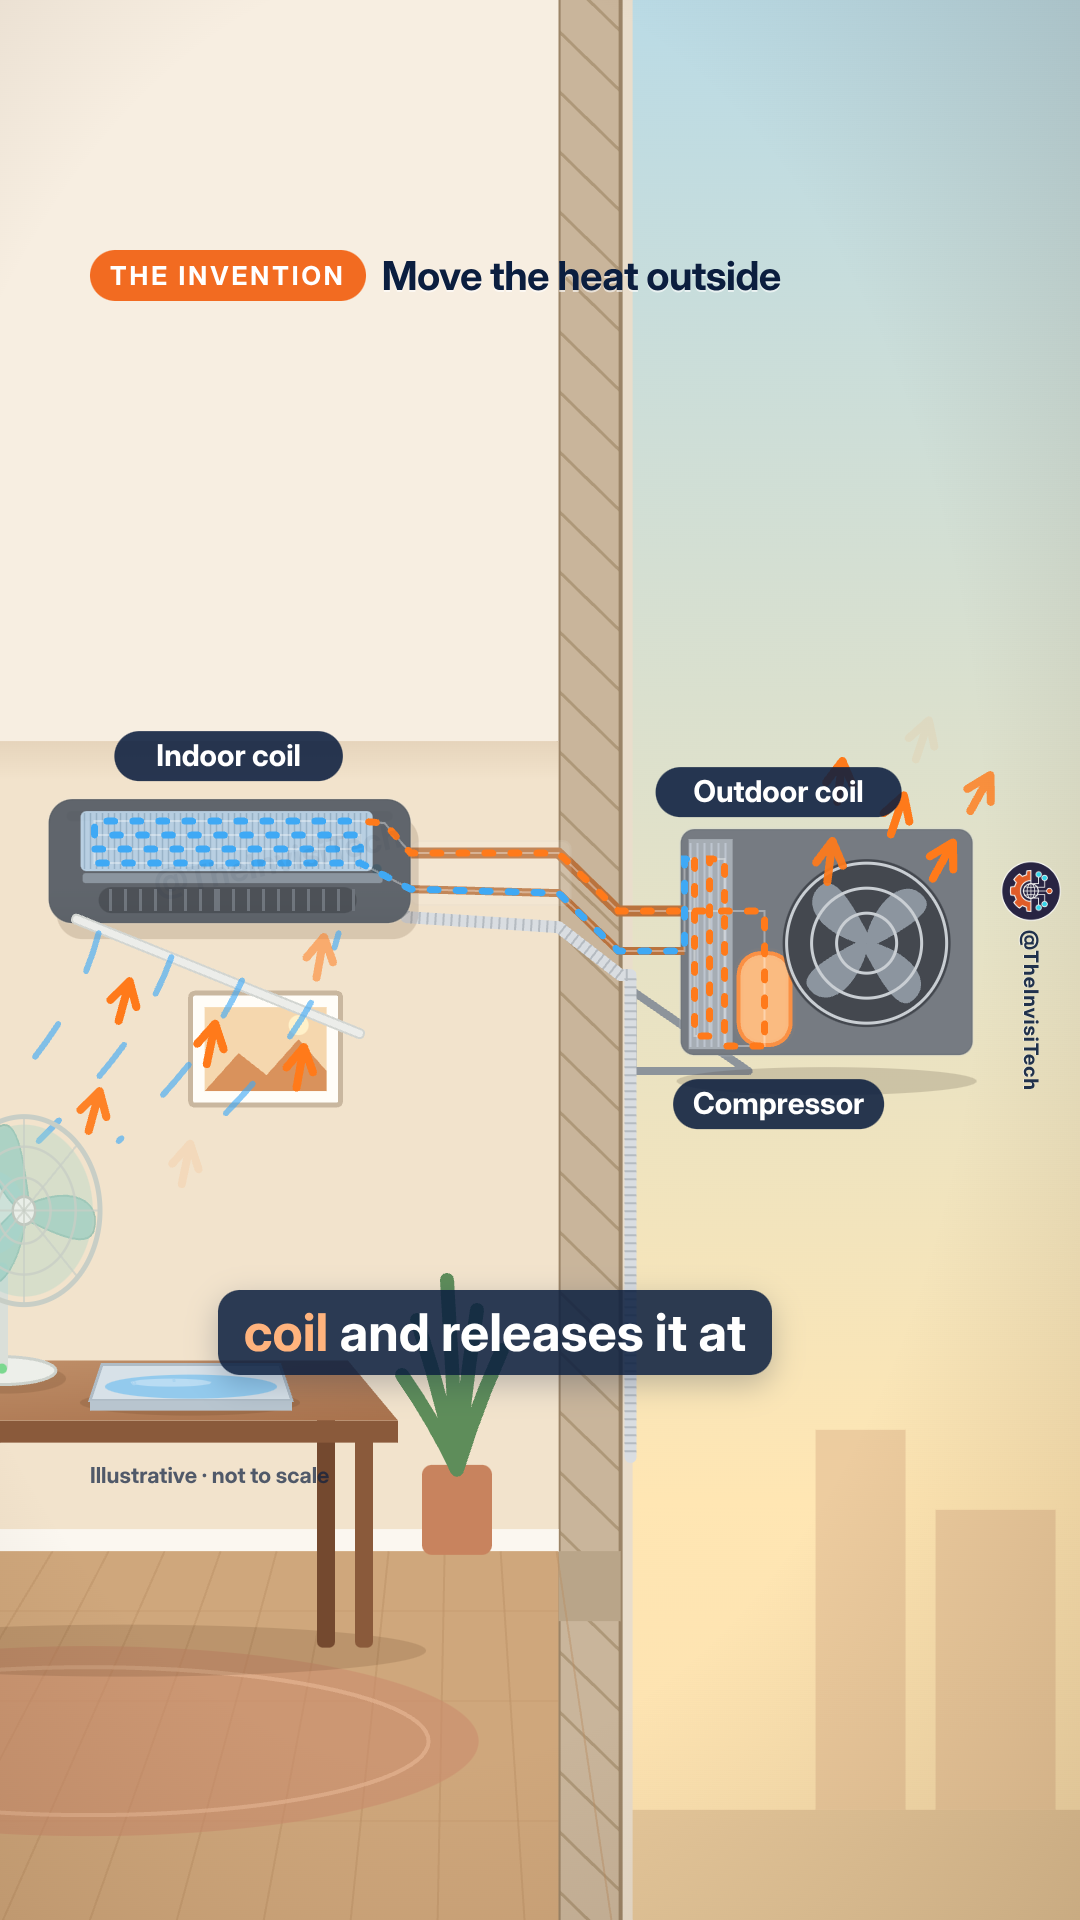 THE INVENTION Move the heat outside
Indoor coil
Outdoor coil
@TheInvisiTech
Compressor
coil and releases it at
Illustrative · not to scale